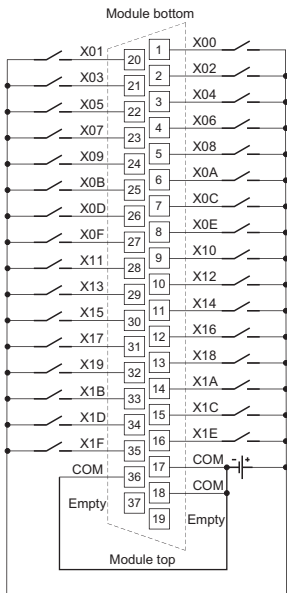 Module bottom
X00
1
X01
20
X02
2
X03
21
X04
3
X05
22
X06
4
X07
23
X08
5
X09
24
X0A
6
X0B
25
X0C
7
X0D
26
X0E
8
X0F
27
X10
9
X11
28
X12
10
X13
29
X14
11
X15
30
X16
12
X17
31
X18
13
X19
32
X1A
14
X1B
33
X1C
15
X1D
34
X1E
16
X1F
35
COM
17
- +
COM
36
COM
18
Empty
37
19
Empty
Module top